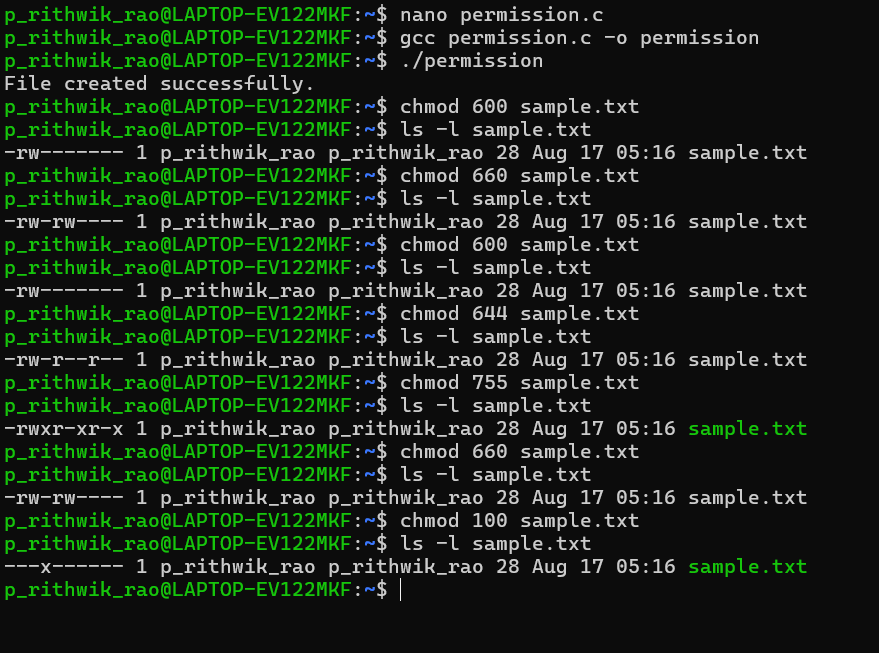 p_rithwik_rao@LAPTOP-EV122MKF:~$ nano permission.c
p_rithwik_rao@LAPTOP-EV122MKF:~$ gcc permission.c -o permission
p_rithwik_rao@LAPTOP-EV122MKF:~$ ./permission
File created successfully.
p_rithwik_rao@LAPTOP-EV122MKF:~$ chmod 600 sample.txt
p_rithwik_rao@LAPTOP-EV122MKF:~$ ls -l sample.txt
-rw------- 1 p_rithwik_rao p_rithwik_rao 28 Aug 17 05:16 sample.txt
p_rithwik_rao@LAPTOP-EV122MKF:~$ chmod 660 sample.txt
p_rithwik_rao@LAPTOP-EV122MKF:~$ ls -l sample.txt
-rw-rw---- 1 p_rithwik_rao p_rithwik_rao 28 Aug 17 05:16 sample.txt
p_rithwik_rao@LAPTOP-EV122MKF:~$ chmod 600 sample.txt
p_rithwik_rao@LAPTOP-EV122MKF:~$ ls -l sample.txt
-rw------- 1 p_rithwik_rao p_rithwik_rao 28 Aug 17 05:16 sample.txt
p_rithwik_rao@LAPTOP-EV122MKF:~$ chmod 644 sample.txt
p_rithwik_rao@LAPTOP-EV122MKF:~$ ls -l sample.txt
-rw-r--r-- 1 p_rithwik_rao p_rithwik_rao 28 Aug 17 05:16 sample.txt
p_rithwik_rao@LAPTOP-EV122MKF:~$ chmod 755 sample.txt
p_rithwik_rao@LAPTOP-EV122MKF:~$ ls -l sample.txt
-rwxr-xr-x 1 p_rithwik_rao p_rithwik_rao 28 Aug 17 05:16 sample.txt
p_rithwik_rao@LAPTOP-EV122MKF:~$ chmod 660 sample.txt
p_rithwik_rao@LAPTOP-EV122MKF:~$ ls -l sample.txt
-rw-rw---- 1 p_rithwik_rao p_rithwik_rao 28 Aug 17 05:16 sample.txt
p_rithwik_rao@LAPTOP-EV122MKF:~$ chmod 100 sample.txt
p_rithwik_rao@LAPTOP-EV122MKF:~$ ls -l sample.txt
---x------ 1 p_rithwik_rao p_rithwik_rao 28 Aug 17 05:16 sample.txt
p_rithwik_rao@LAPTOP-EV122MKF:~$